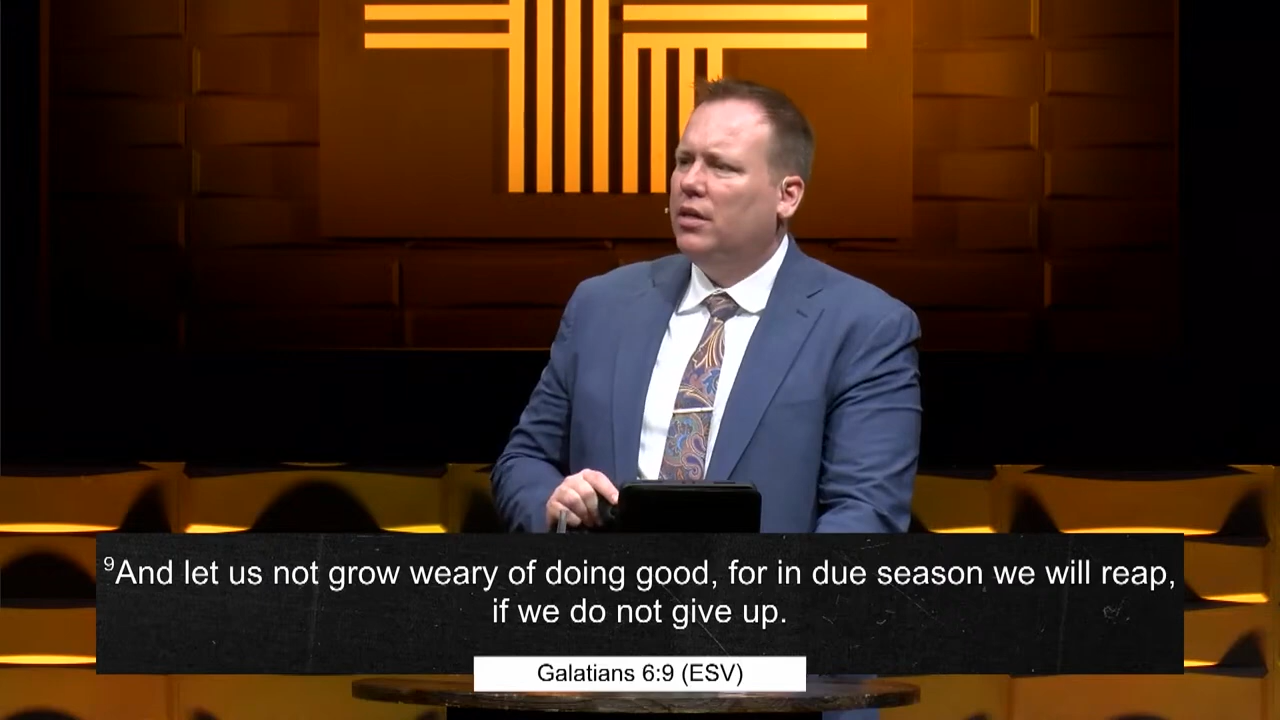 ⁹And let us not grow weary of doing good, for in due season we will reap,
if we do not give up.
Galatians 6:9 (ESV)